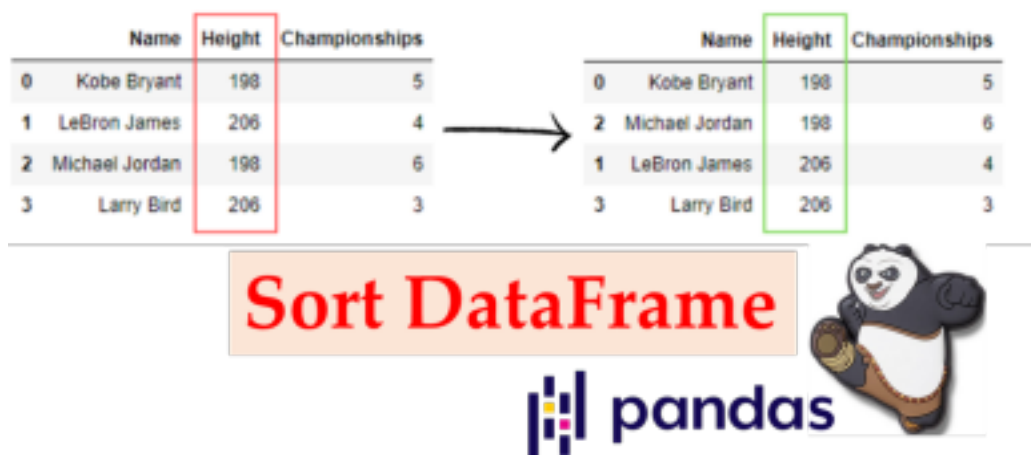 Name Height Championships
0 Kobe Bryant 198 5
1 LeBron James 206 4
2 Michael Jordan 198 6
3 Larry Bird 206 3
Name Height Championships
0 Kobe Bryant 198 5
2 Michael Jordan 198 6
1 LeBron James 206 4
3 Larry Bird 206 3
Sort DataFrame
pandas